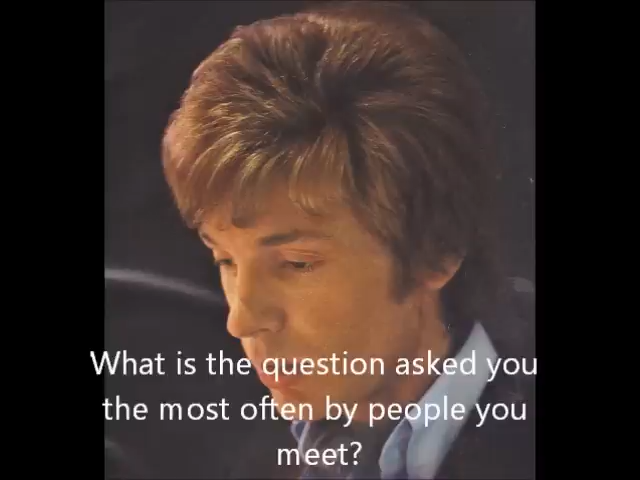 What is the question asked you
the most often by people you
meet?